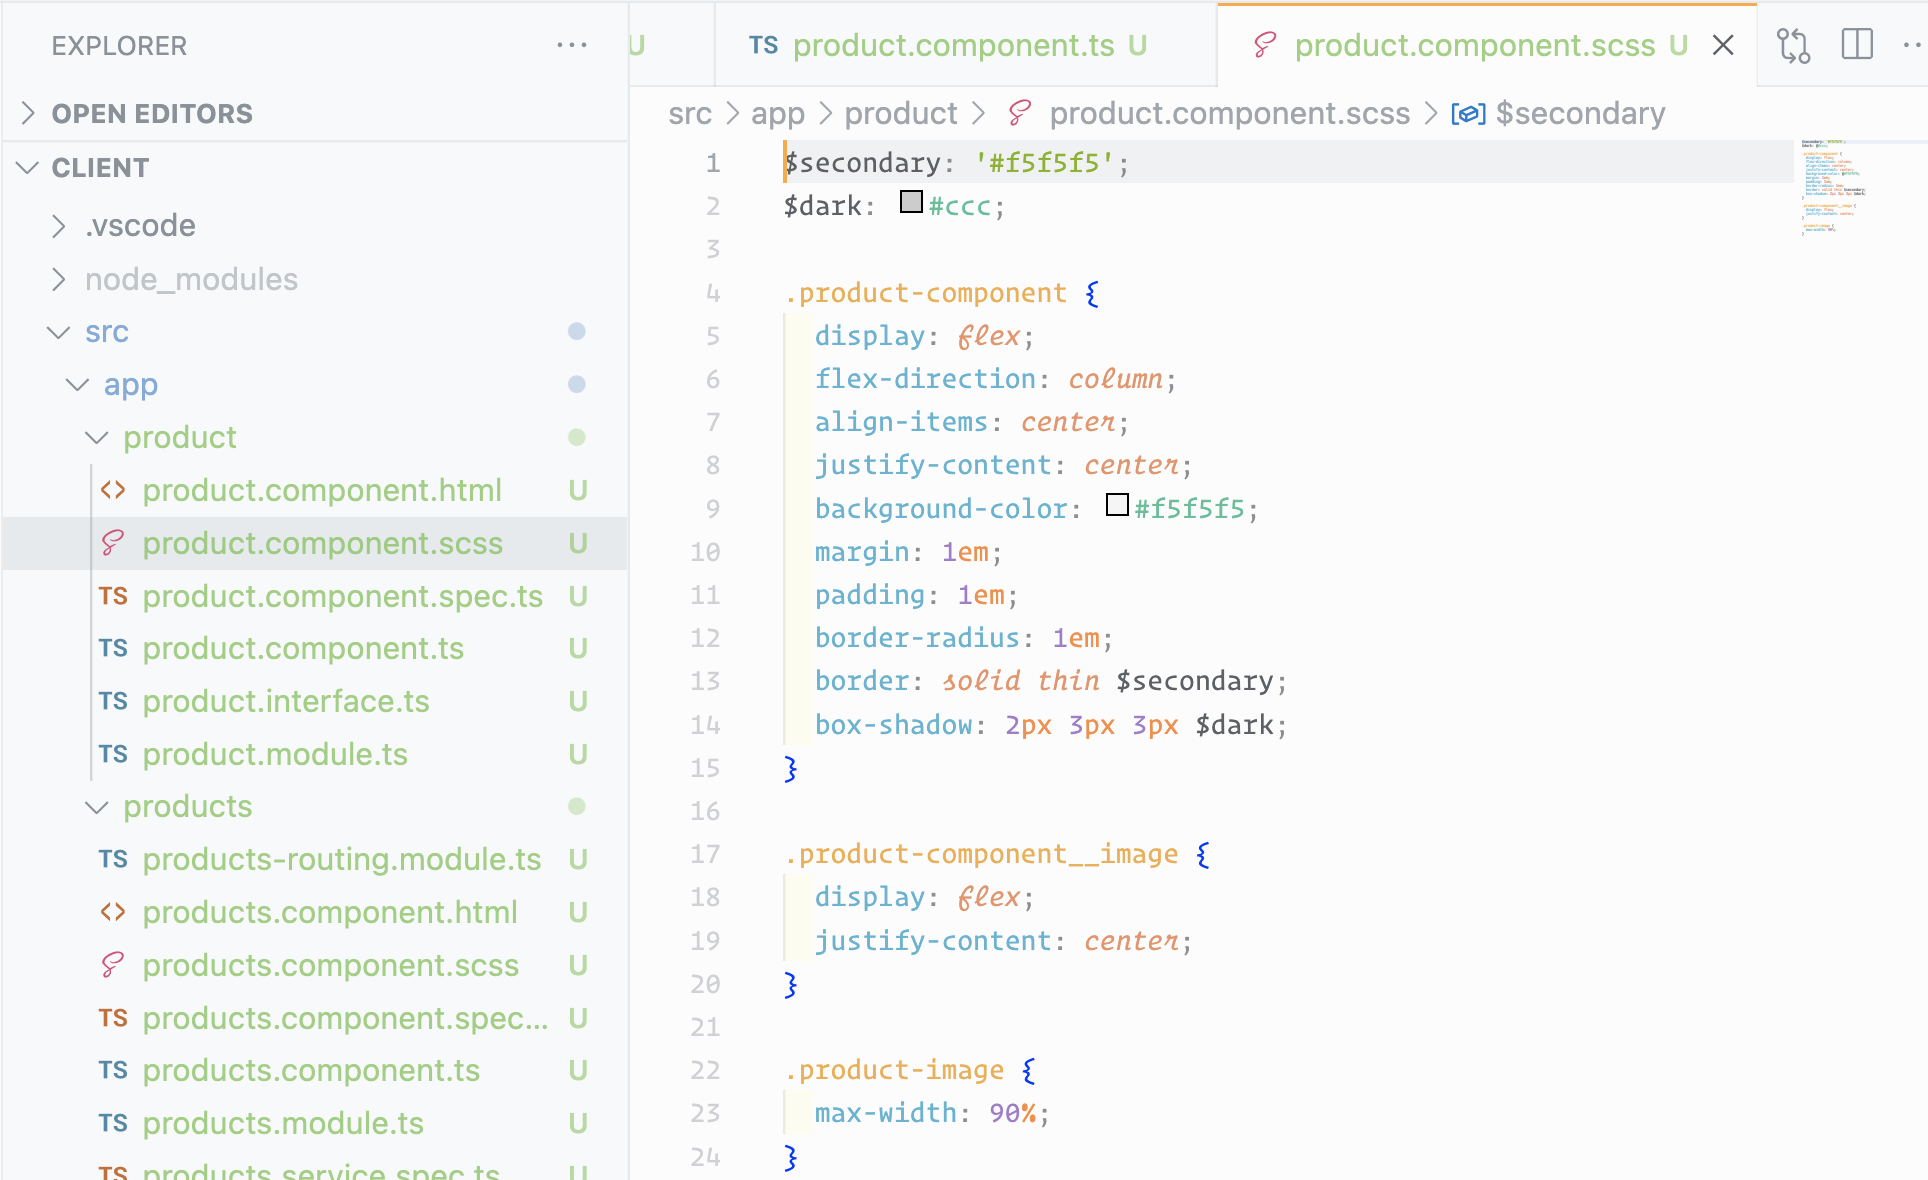 EXPLORER
OPEN EDITORS
CLIENT
.vscode
node_modules
src
app
product
product.component.html U
product.component.scss U
TS product.component.spec.ts U
TS product.component.ts U
TS product.interface.ts U
TS product.module.ts U
products
TS products-routing.module.ts U
products.component.html U
products.component.scss U
TS products.component.spec... U
TS products.component.ts U
TS products.module.ts U
TS products.service.spec.ts U
U TS product.component.ts U product.component.scss U
src > app > product > product.component.scss > $secondary
1 $secondary: '#f5f5f5';
2 $dark: #ccc;
3
4 .product-component {
5 display: flex;
6 flex-direction: column;
7 align-items: center;
8 justify-content: center;
9 background-color: #f5f5f5;
10 margin: 1em;
11 padding: 1em;
12 border-radius: 1em;
13 border: solid thin $secondary;
14 box-shadow: 2px 3px 3px $dark;
15 }
16
17 .product-component__image {
18 display: flex;
19 justify-content: center;
20 }
21
22 .product-image {
23 max-width: 90%;
24 }